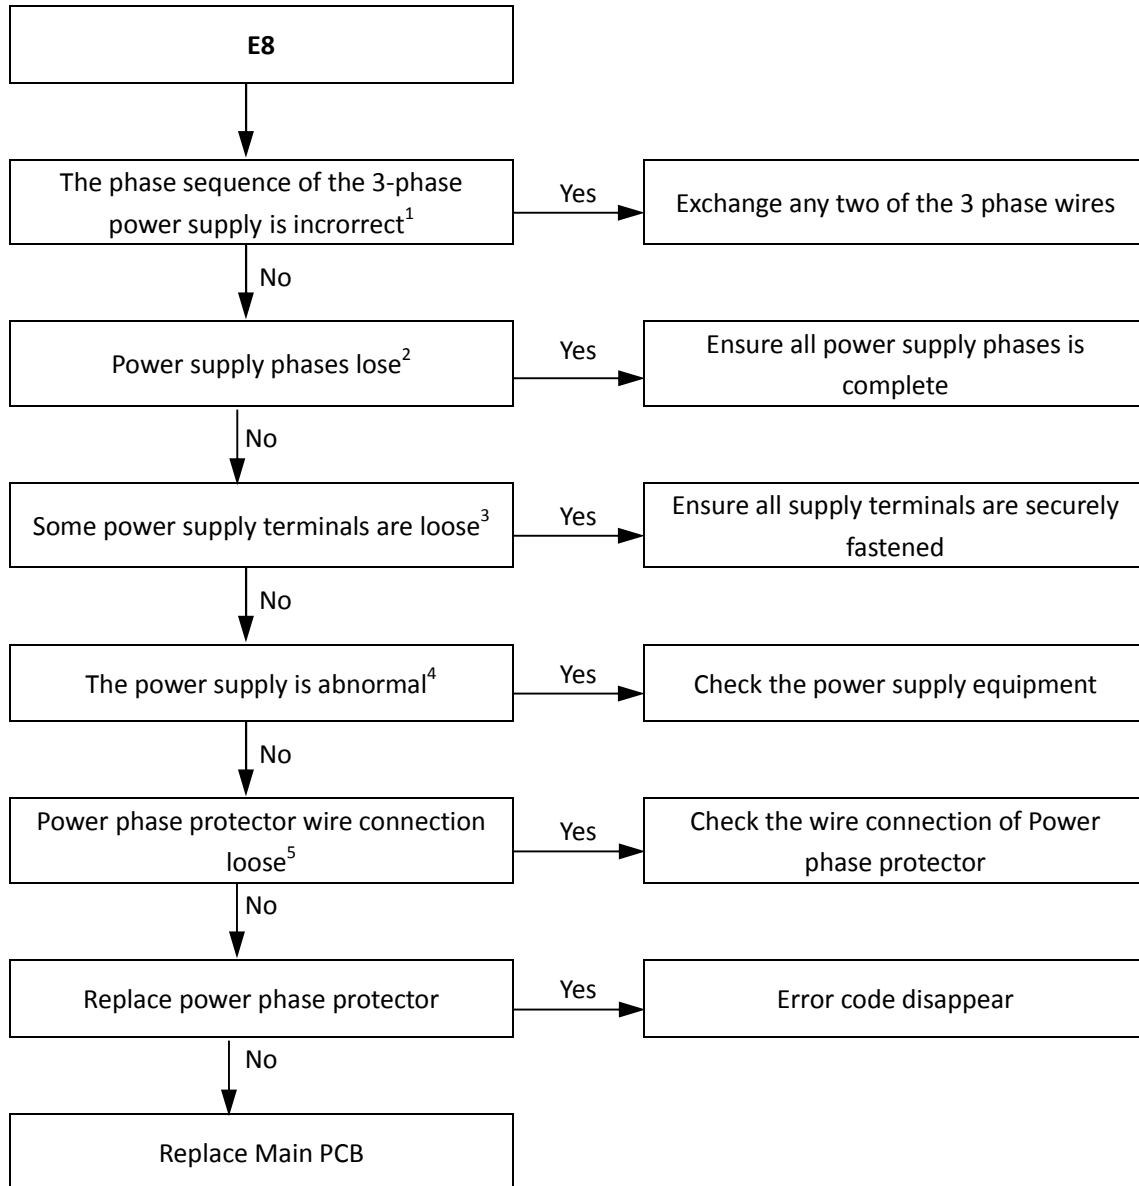 E8
The phase sequence of the 3-phase
power supply is incrorrect1
Yes
Exchange any two of the 3 phase wires
No
Power supply phases lose2
Yes
Ensure all power supply phases is
complete
No
Some power supply terminals are loose3
Yes
Ensure all supply terminals are securely
fastened
No
The power supply is abnormal4
Yes
Check the power supply equipment
No
Power phase protector wire connection
loose5
Yes
Check the wire connection of Power
phase protector
No
Replace power phase protector
Yes
Error code disappear
No
Replace Main PCB